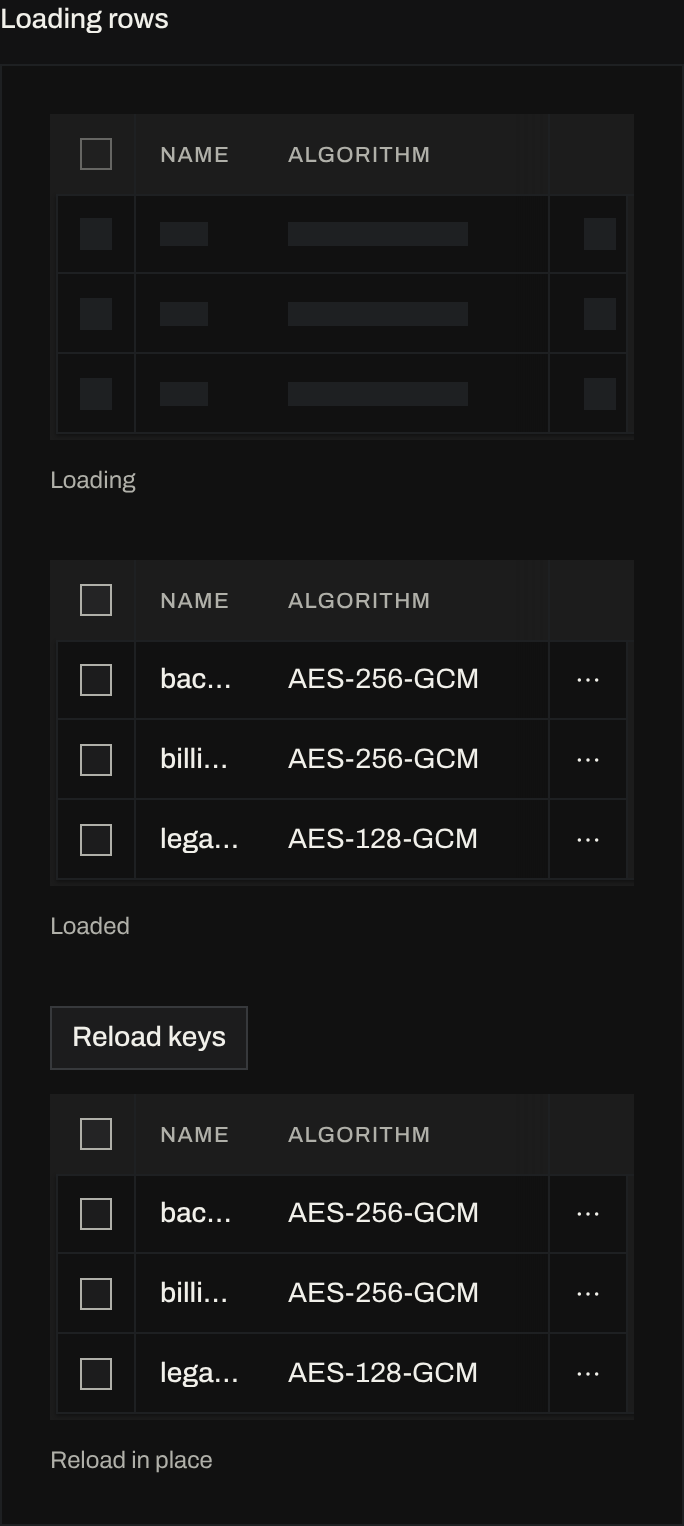 Loading rows
NAME ALGORITHM
Loading
NAME ALGORITHM
bac... AES-256-GCM ...
billi... AES-256-GCM ...
lega... AES-128-GCM ...
Loaded
Reload keys
NAME ALGORITHM
bac... AES-256-GCM ...
billi... AES-256-GCM ...
lega... AES-128-GCM ...
Reload in place